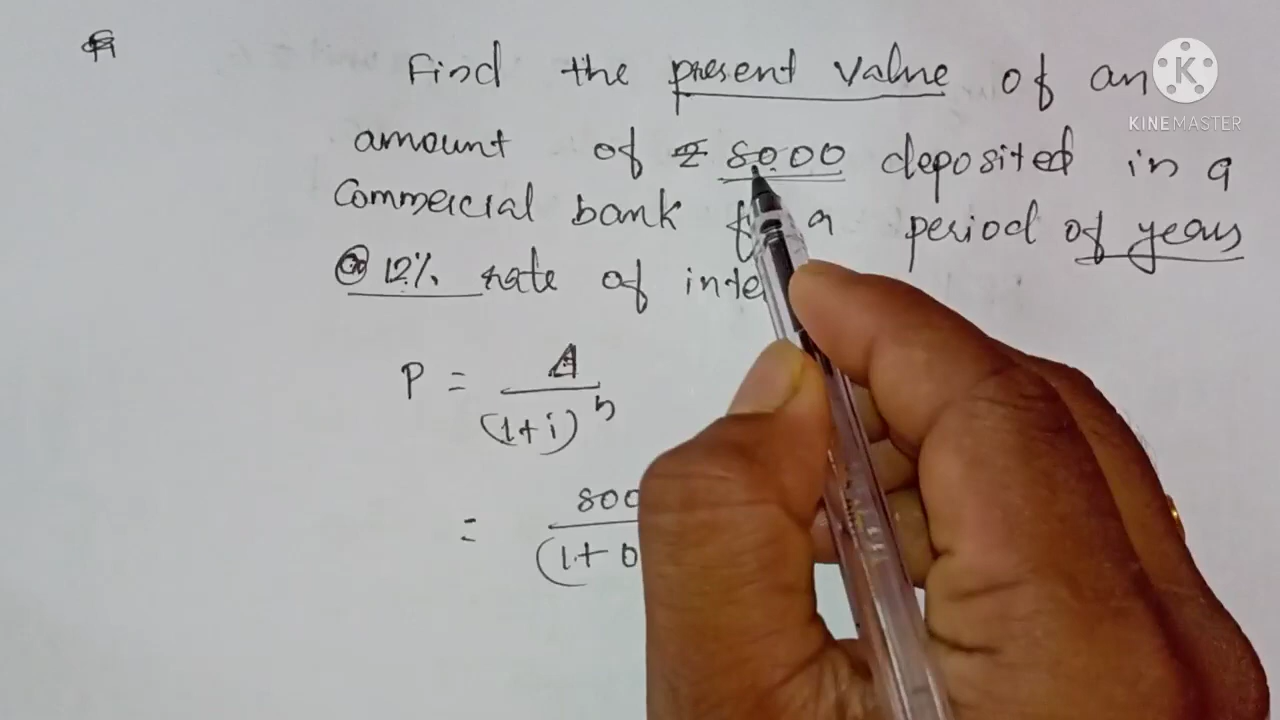 Find the present value of an
amount of ₹ 8000 deposited in a
Commercial bank f a period of years
@ 12% rate of inte
P = A
(1+i)^n
= 800
(1+0
K
KINEMASTER